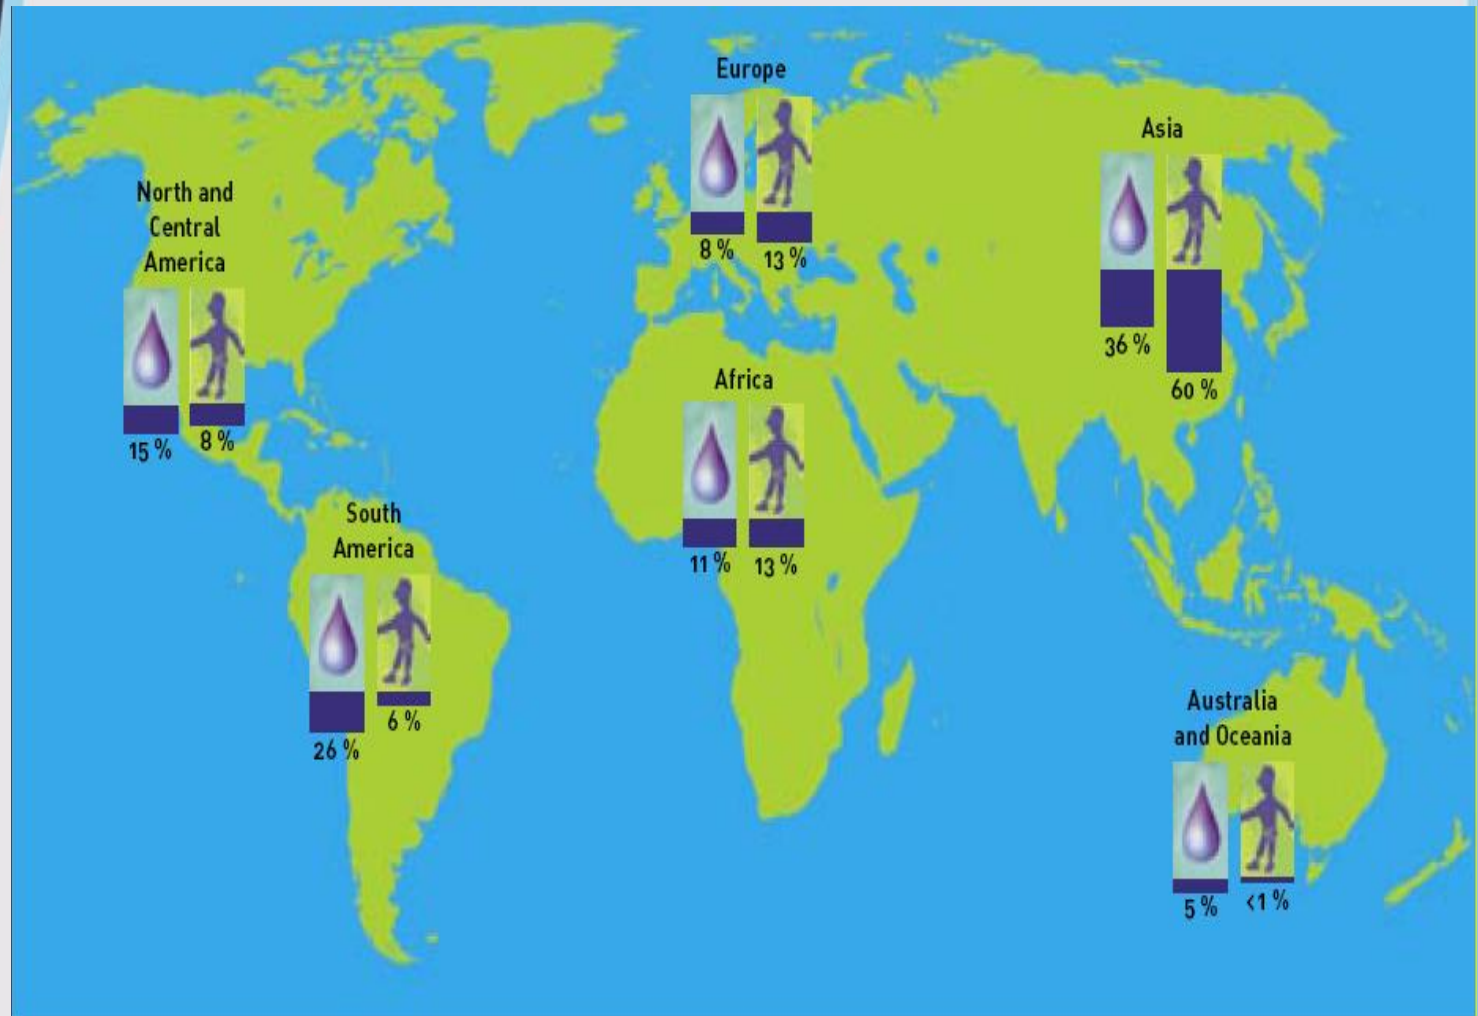 Europe
8 % 13 %
Asia
36 %
60 %
North and
Central
America
15 % 8 %
Africa
11 % 13 %
South
America
26 %
6 %
Australia
and Oceania
5 % <1 %